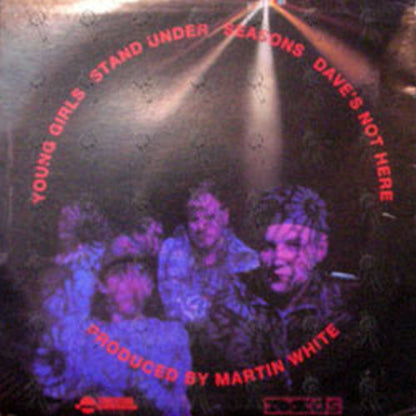 YOUNG GIRLS STAND UNDER SEASONS DAVE'S NOT HERE
PRODUCED BY MARTIN WHITE